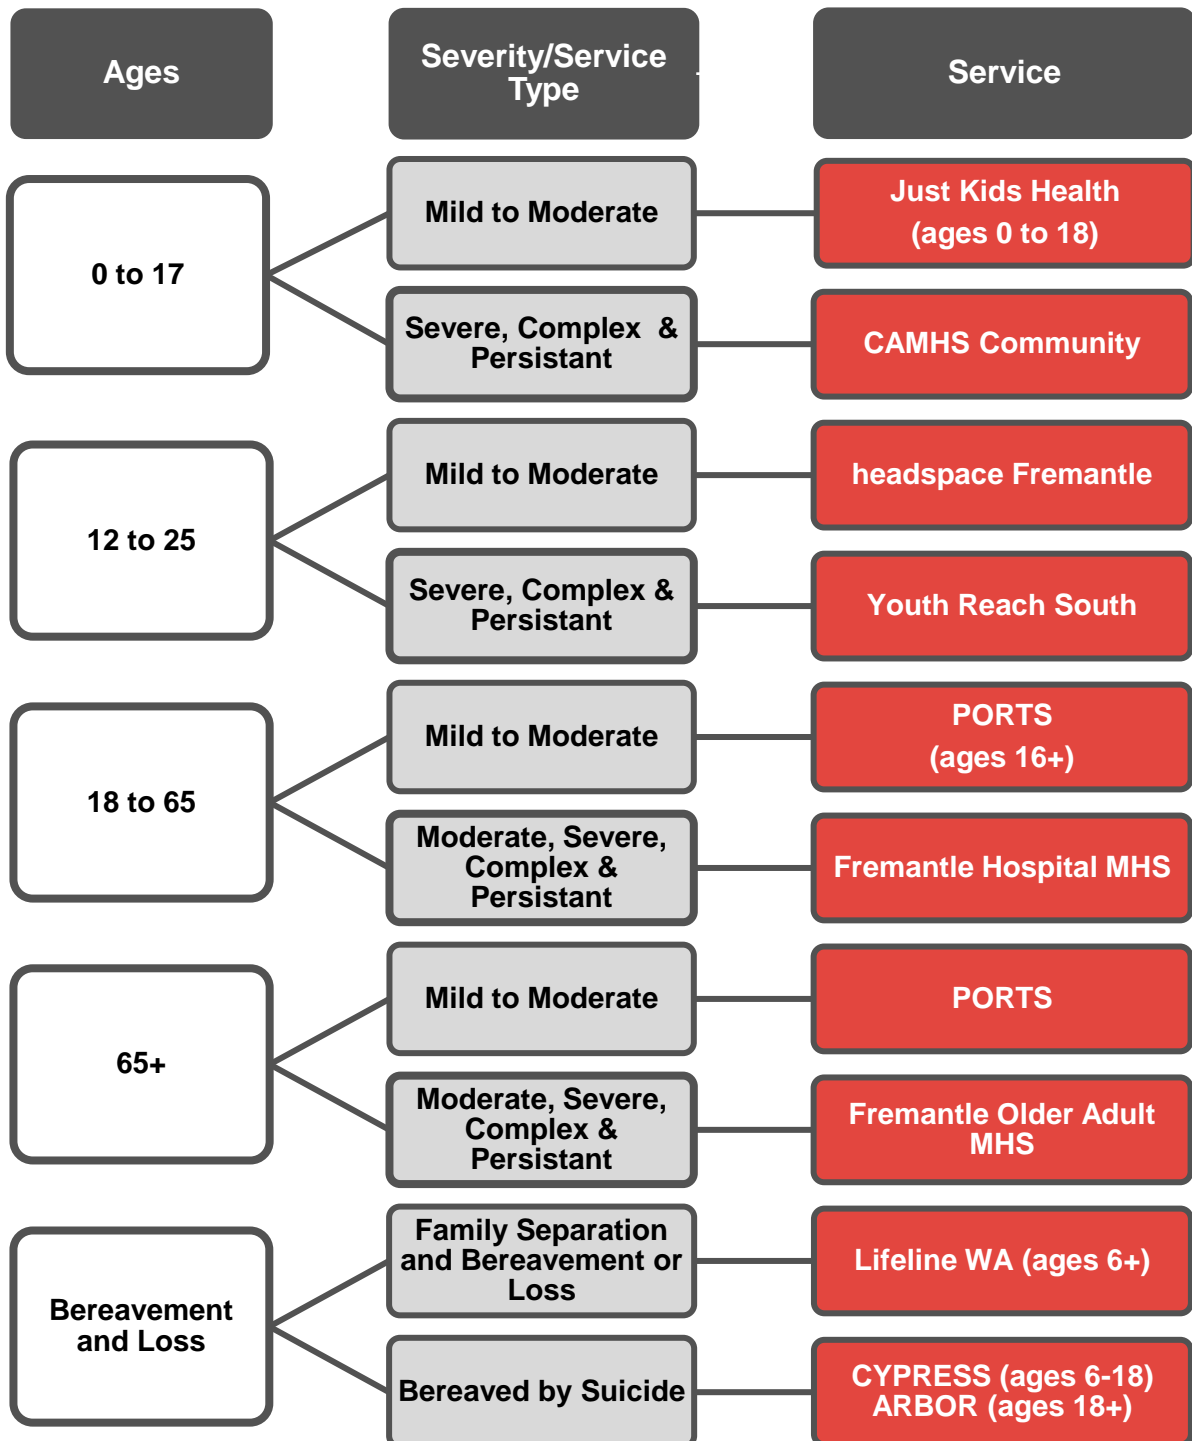 Ages
Severity/Service
Type
Service
0 to 17
Mild to Moderate
Just Kids Health
(ages 0 to 18)
Severe, Complex  &
Persistant
CAMHS Community
12 to 25
Mild to Moderate
headspace Fremantle
Severe, Complex &
Persistant
Youth Reach South
18 to 65
Mild to Moderate
PORTS
(ages 16+)
Moderate, Severe,
Complex &
Persistant
Fremantle Hospital MHS
65+
Mild to Moderate
PORTS
Moderate, Severe,
Complex &
Persistant
Fremantle Older Adult
MHS
Bereavement
and Loss
Family Separation
and Bereavement or
Loss
Lifeline WA (ages 6+)
Bereaved by Suicide
CYPRESS (ages 6-18)
ARBOR (ages 18+)